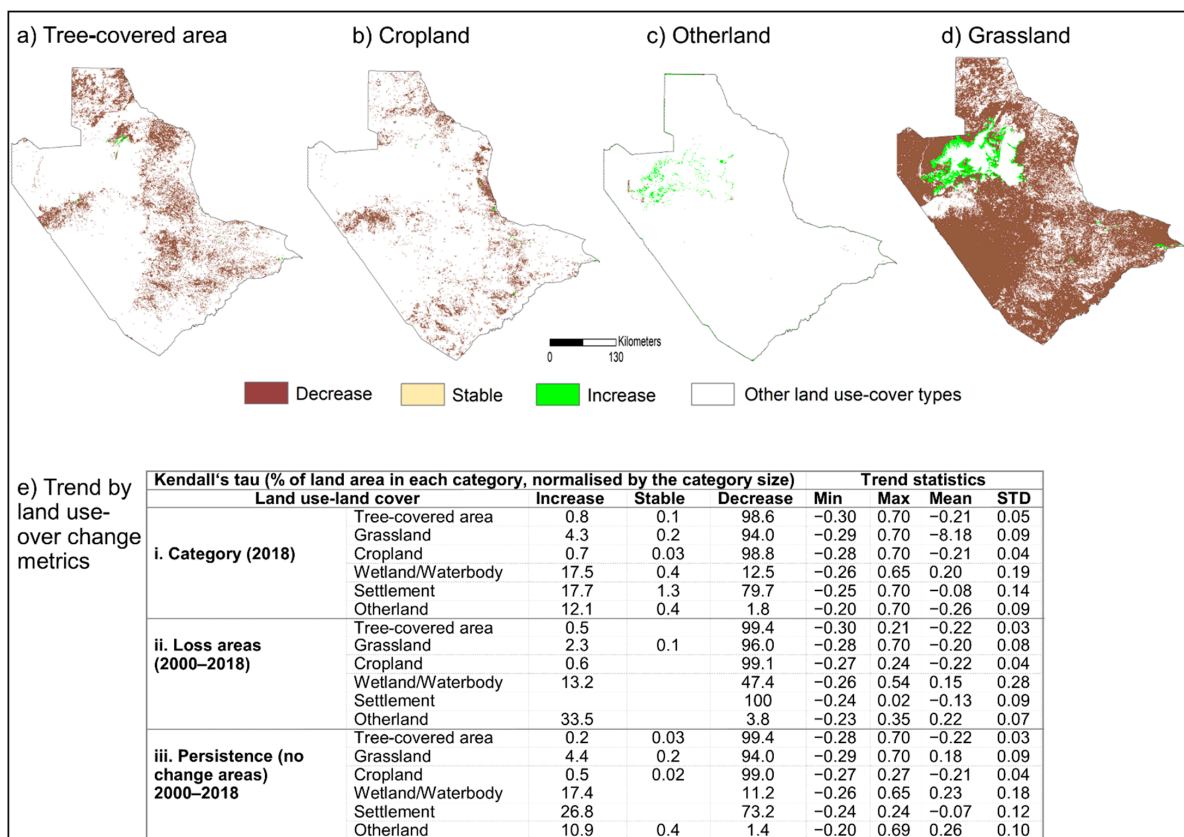 a) Tree-covered area
b) Cropland
c) Otherland
d) Grassland
Kilometers
0 130
Decrease
Stable
Increase
Other land use-cover types
e) Trend by
land use-
over change
metrics
Kendall‘s tau (% of land area in each category, normalised by the category size) Trend statistics
Land use-land cover Increase Stable Decrease Min Max Mean STD
i. Category (2018)
Tree-covered area 0.8 0.1 98.6 −0.30 0.70 −0.21 0.05
Grassland 4.3 0.2 94.0 −0.29 0.70 −8.18 0.09
Cropland 0.7 0.03 98.8 −0.28 0.70 −0.21 0.04
Wetland/Waterbody 17.5 0.4 12.5 −0.26 0.65 0.20 0.19
Settlement 17.7 1.3 79.7 −0.25 0.70 −0.08 0.14
Otherland 12.1 0.4 1.8 −0.20 0.70 −0.26 0.09
ii. Loss areas
(2000–2018)
Tree-covered area 0.5 99.4 −0.30 0.21 −0.22 0.03
Grassland 2.3 0.1 96.0 −0.28 0.70 −0.20 0.08
Cropland 0.6 99.1 −0.27 0.24 −0.22 0.04
Wetland/Waterbody 13.2 47.4 −0.26 0.54 0.15 0.28
Settlement 100 −0.24 0.02 −0.13 0.09
Otherland 33.5 3.8 −0.23 0.35 0.22 0.07
iii. Persistence (no
change areas)
2000–2018
Tree-covered area 0.2 0.03 99.4 −0.28 0.70 −0.22 0.03
Grassland 4.4 0.2 94.0 −0.29 0.70 0.18 0.09
Cropland 0.5 0.02 99.0 −0.27 0.27 −0.21 0.04
Wetland/Waterbody 17.4 11.2 −0.26 0.65 0.23 0.18
Settlement 26.8 73.2 −0.24 0.24 −0.07 0.12
Otherland 10.9 0.4 1.4 −0.20 0.69 0.26 0.10